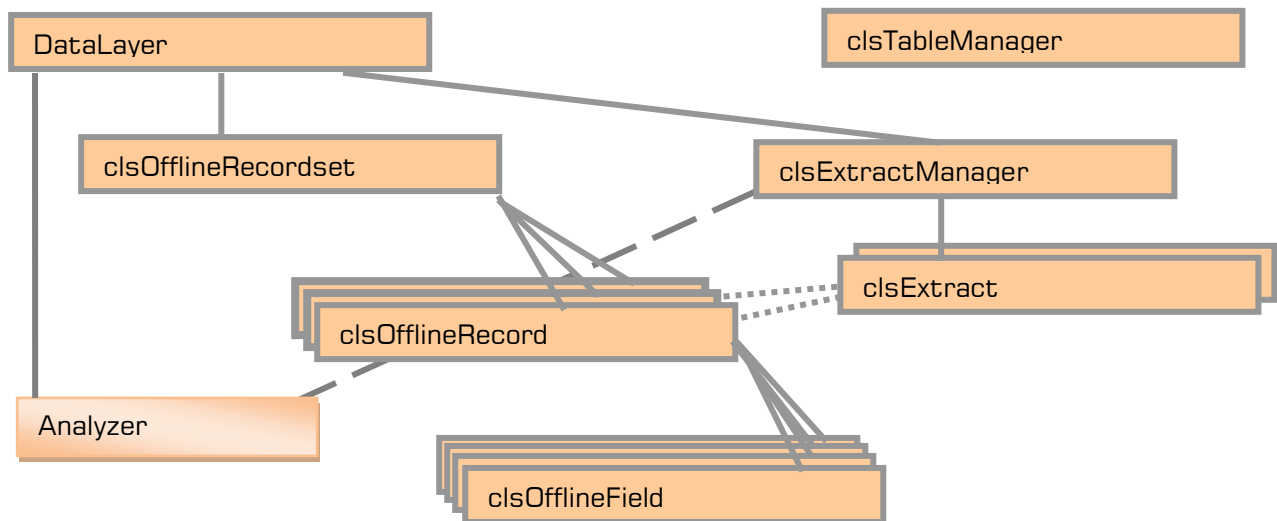 DataLayer
clsTableManager
clsOfflineRecordset
clsExtractManager
clsExtract
clsOfflineRecord
Analyzer
clsOfflineField